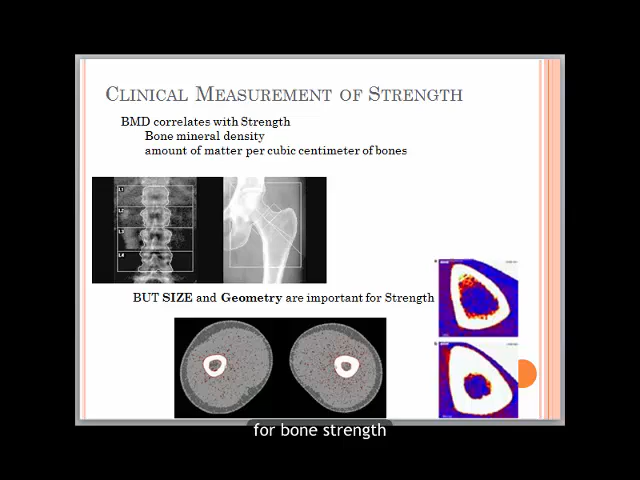 CLINICAL MEASUREMENT OF STRENGTH
BMD correlates with Strength
Bone mineral density
amount of matter per cubic centimeter of bones
L1
L2
L3
L4
BUT SIZE and Geometry are important for Strength
for bone strength